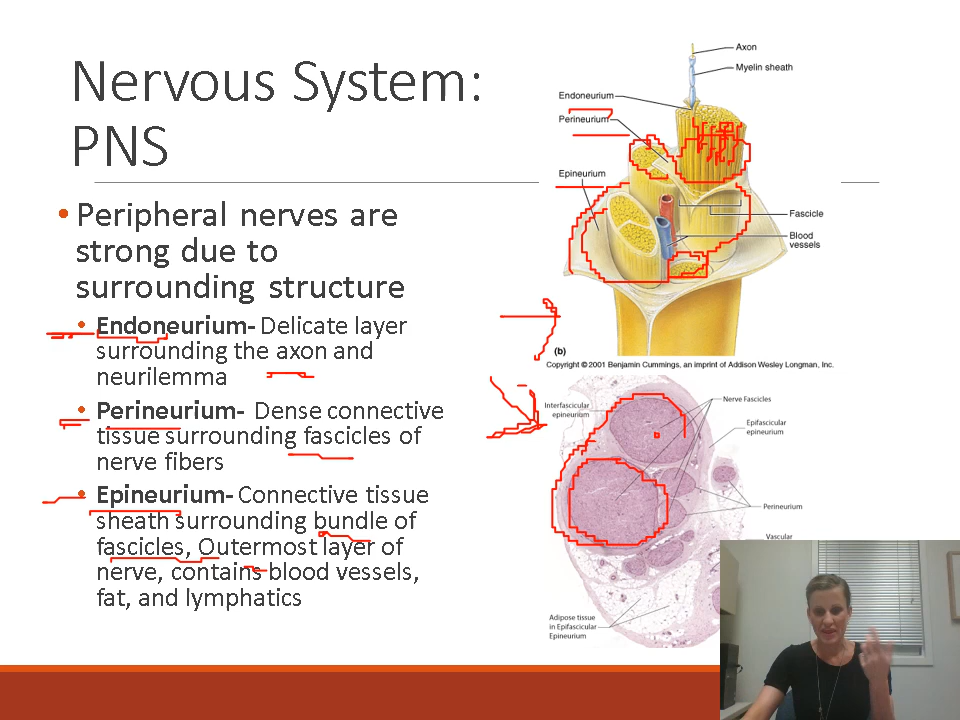 Nervous System:
PNS
• Peripheral nerves are
strong due to
surrounding structure
• Endoneurium- Delicate layer
surrounding the axon and
neurilemma
• Perineurium- Dense connective
tissue surrounding fascicles of
nerve fibers
• Epineurium- Connective tissue
sheath surrounding bundle of
fascicles, Outermost layer of
nerve, contains blood vessels,
fat, and lymphatics
Axon
Myelin sheath
Endoneurium
Perineurium
Epineurium
Fascicle
Blood
vessels
(b)
Copyright ©2001 Benjamin Cummings, an imprint of Addison Wesley Longman, Inc.
Interfascicular
epineurium
Nerve Fascicles
Epifascicular
epineurium
Perineurium
Vascular
Adipose tissue
in Epifascicular
Epineurium